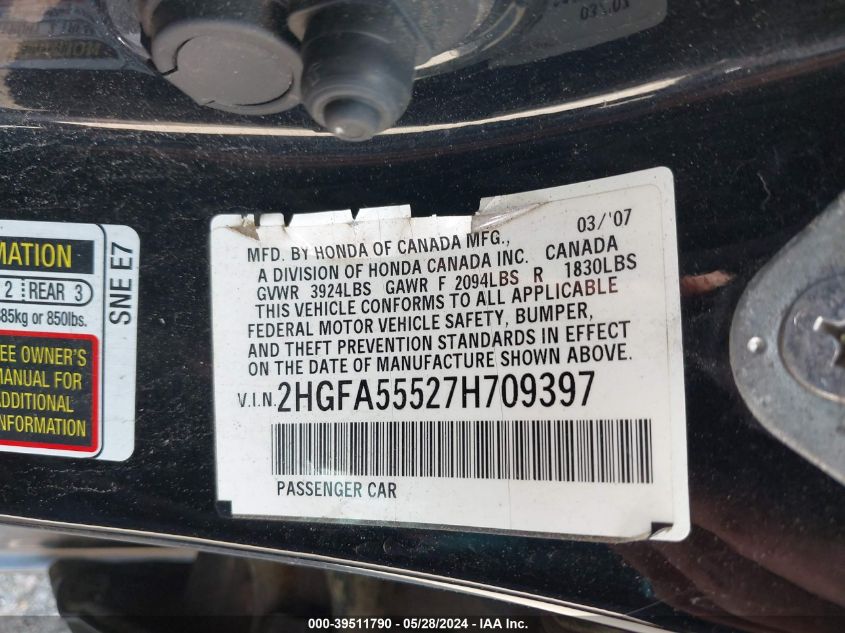 03/'07
MFD. BY HONDA OF CANADA MFG.,
A DIVISION OF HONDA CANADA INC. CANADA
GVWR 3924LBS GAWR F 2094LBS R 1830LBS
THIS VEHICLE CONFORMS TO ALL APPLICABLE
FEDERAL MOTOR VEHICLE SAFETY, BUMPER,
AND THEFT PREVENTION STANDARDS IN EFFECT
ON THE DATE OF MANUFACTURE SHOWN ABOVE.
V.I.N. 2HGFA55527H709397
PASSENGER CAR
MATION
2 REAR 3
385kg or 850lbs.
EE OWNER'S
MANUAL FOR
ADDITIONAL
INFORMATION
SNE E7
000-39511790 - 05/28/2024 - IAA Inc.